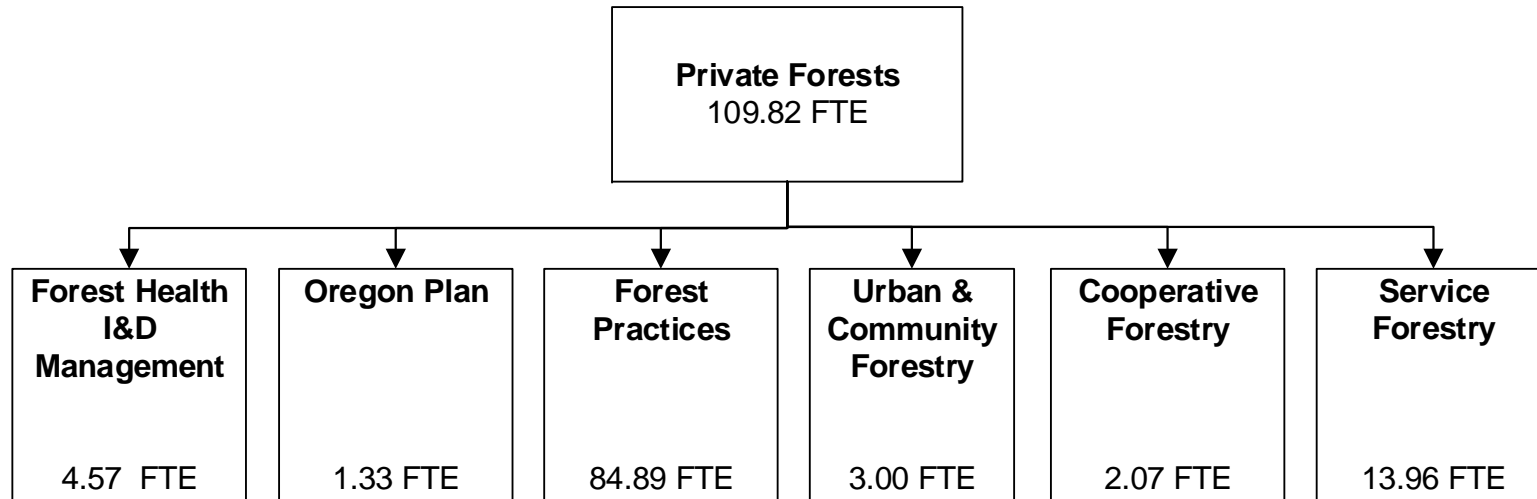 Private Forests
109.82 FTE
Forest Health
I&D
Management
4.57 FTE
Oregon Plan
1.33 FTE
Forest
Practices
84.89 FTE
Urban &
Community
Forestry
3.00 FTE
Cooperative
Forestry
2.07 FTE
Service
Forestry
13.96 FTE